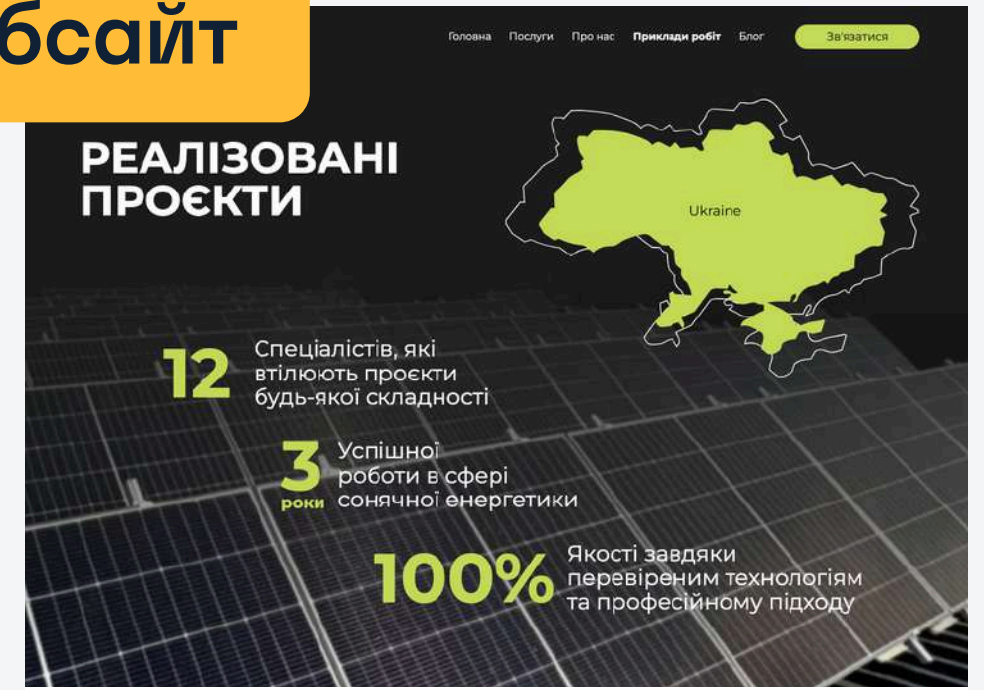 бсайт
Головна Послуги Про нас Приклади робіт Блог Зв'язатися
РЕАЛІЗОВАНІ
ПРОЄКТИ
Ukraine
12
Спеціалістів, які
втілюють проєкти
будь-якої складності
3
роки
Успішної
роботи в сфері
сонячної енергетики
100%
Якості завдяки
перевіреним технологіям
та професійному підходу